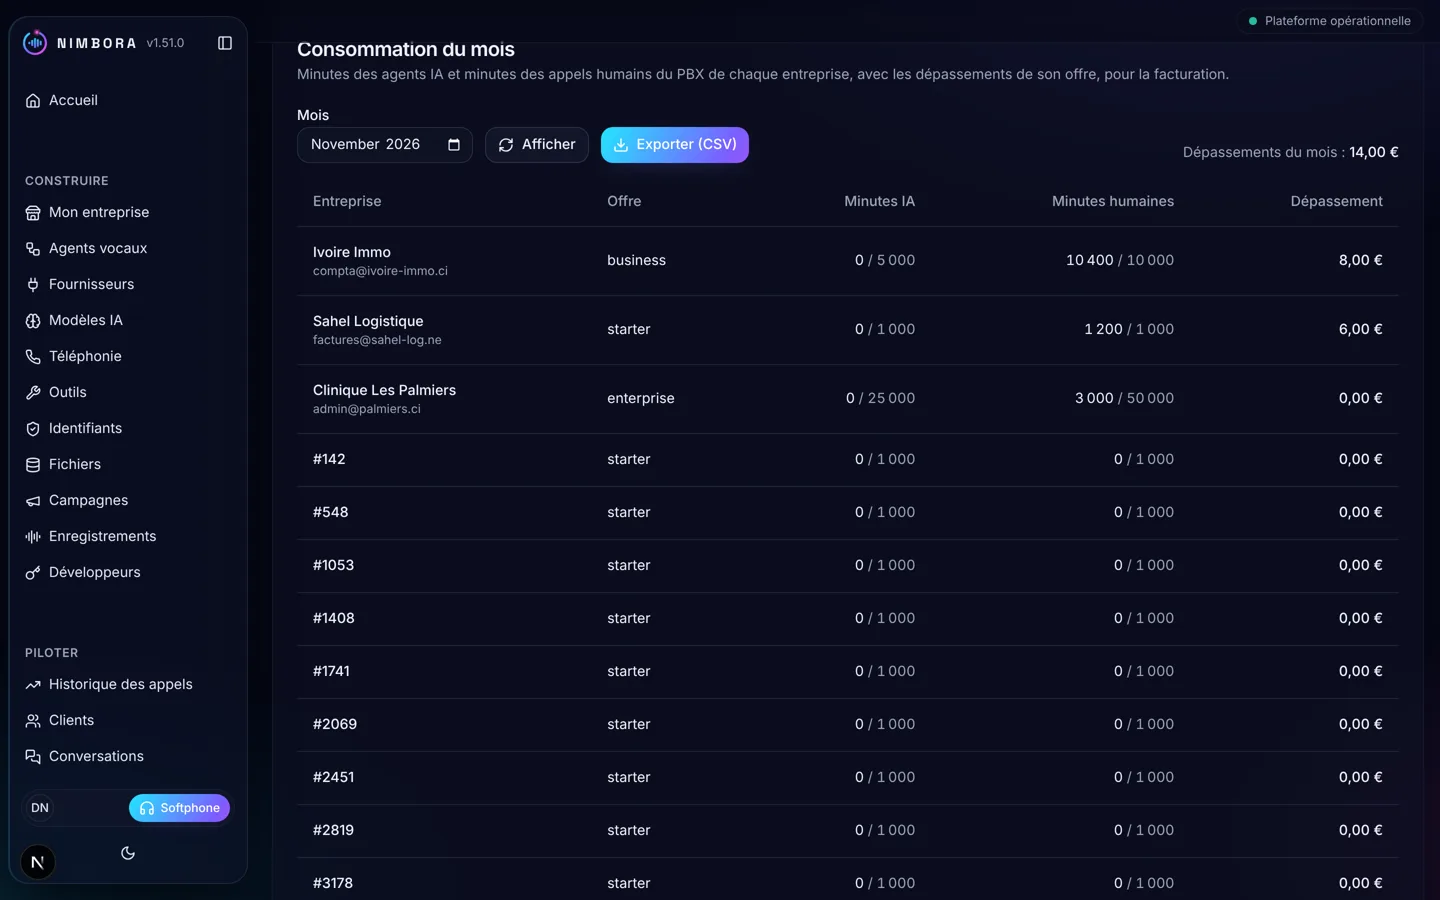 NIMBORA v1.51.0
Plateforme opérationnelle
Accueil
CONSTRUIRE
Mon entreprise
Agents vocaux
Fournisseurs
Modèles IA
Téléphonie
Outils
Identifiants
Fichiers
Campagnes
Enregistrements
Développeurs
PILOTER
Historique des appels
Clients
Conversations
DN
Softphone
N
Consommation du mois
Minutes des agents IA et minutes des appels humains du PBX de chaque entreprise, avec les dépassements de son offre, pour la facturation.
Mois
November 2026
Afficher
Exporter (CSV)
Dépassements du mois : 14,00 €
Entreprise Offre Minutes IA Minutes humaines Dépassement
Ivoire Immo
compta@ivoire-immo.ci
business 0 / 5 000 10 400 / 10 000 8,00 €
Sahel Logistique
factures@sahel-log.ne
starter 0 / 1 000 1 200 / 1 000 6,00 €
Clinique Les Palmiers
admin@palmiers.ci
enterprise 0 / 25 000 3 000 / 50 000 0,00 €
#142 starter 0 / 1 000 0 / 1 000 0,00 €
#548 starter 0 / 1 000 0 / 1 000 0,00 €
#1053 starter 0 / 1 000 0 / 1 000 0,00 €
#1408 starter 0 / 1 000 0 / 1 000 0,00 €
#1741 starter 0 / 1 000 0 / 1 000 0,00 €
#2069 starter 0 / 1 000 0 / 1 000 0,00 €
#2451 starter 0 / 1 000 0 / 1 000 0,00 €
#2819 starter 0 / 1 000 0 / 1 000 0,00 €
#3178 starter 0 / 1 000 0 / 1 000 0,00 €